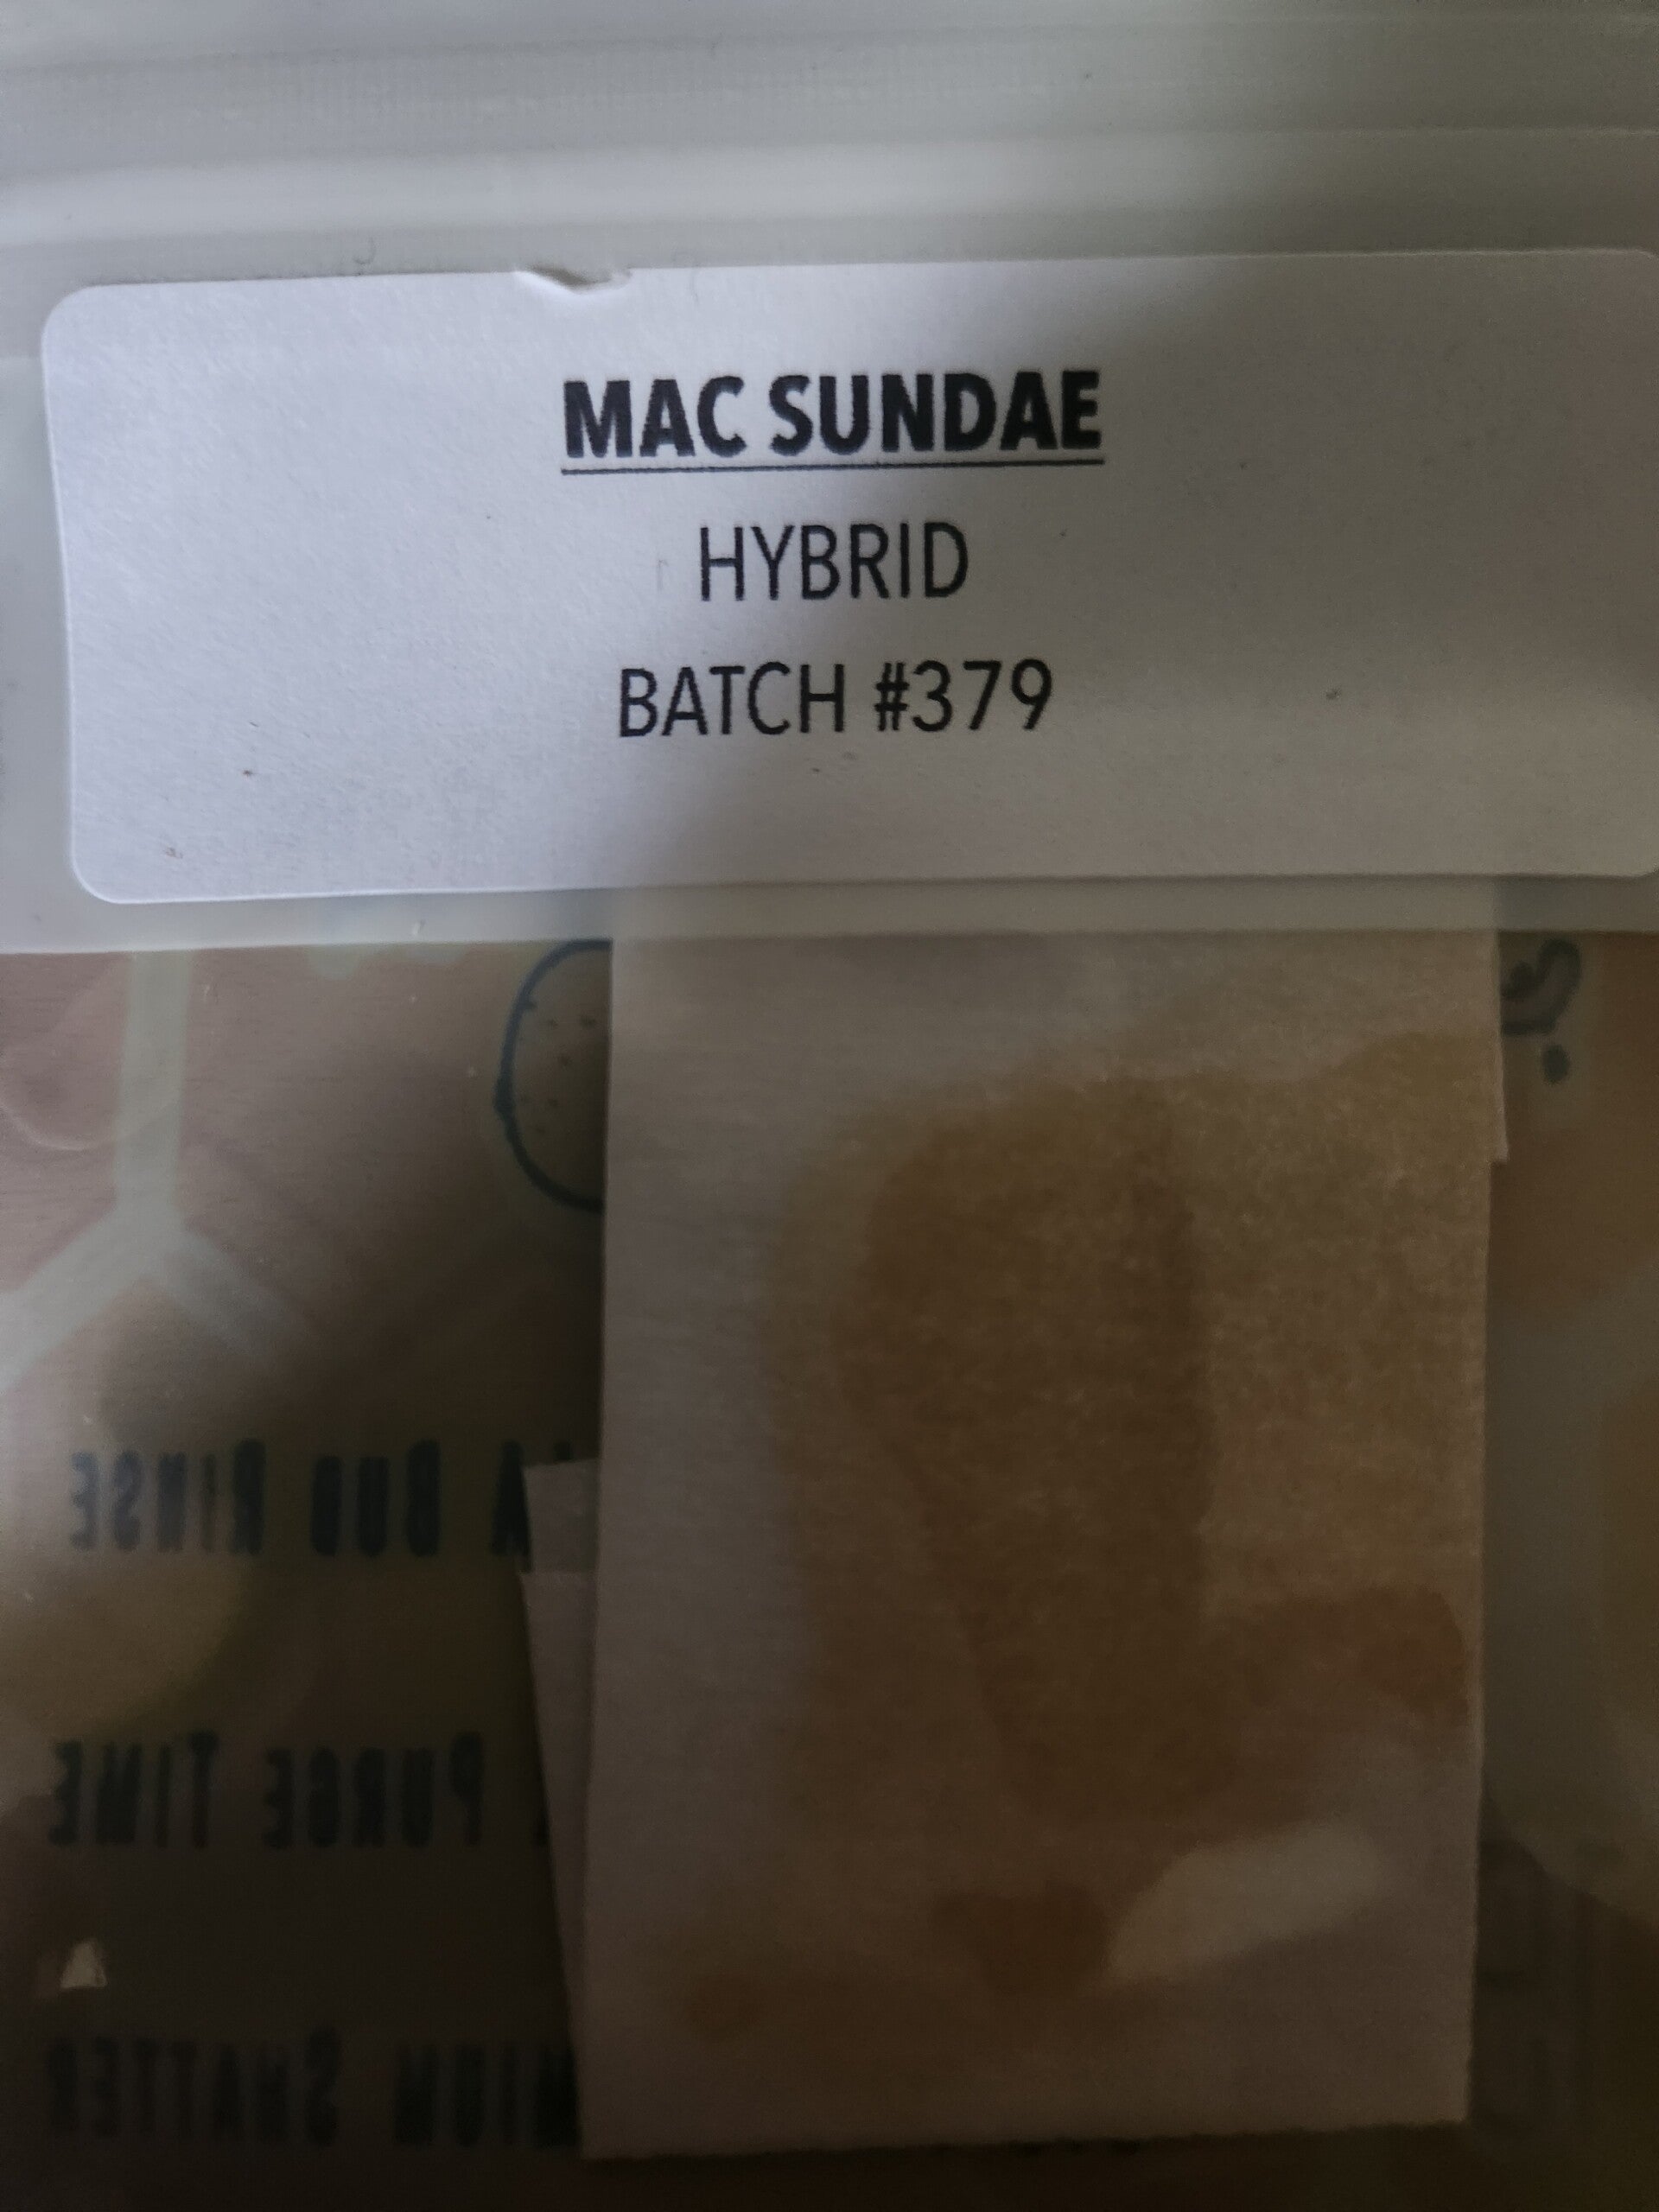 MAC SUNDAE
HYBRID
BATCH #379
A BUD RINSE
PURGE TIME
SHATTER